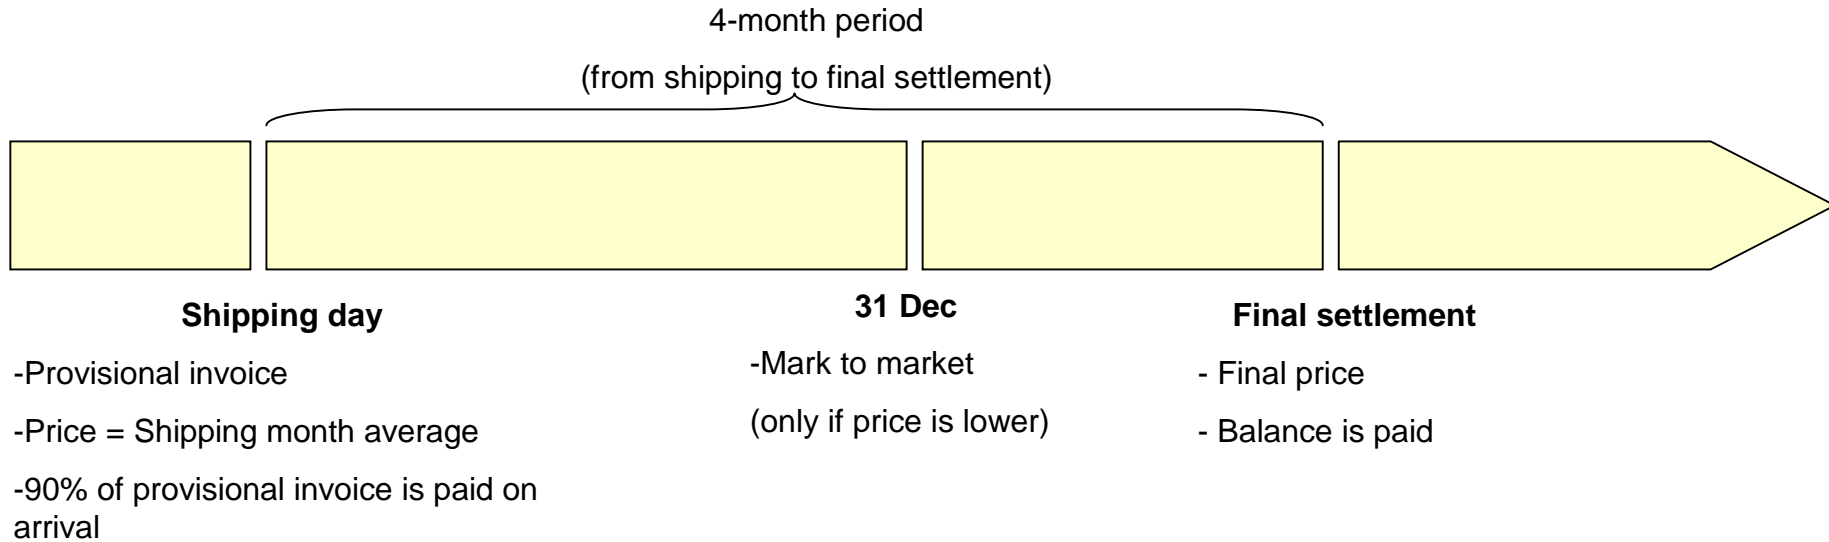 4-month period
(from shipping to final settlement)
Shipping day
-Provisional invoice
-Price = Shipping month average
-90% of provisional invoice is paid on
arrival
31 Dec
-Mark to market
(only if price is lower)
Final settlement
- Final price
- Balance is paid